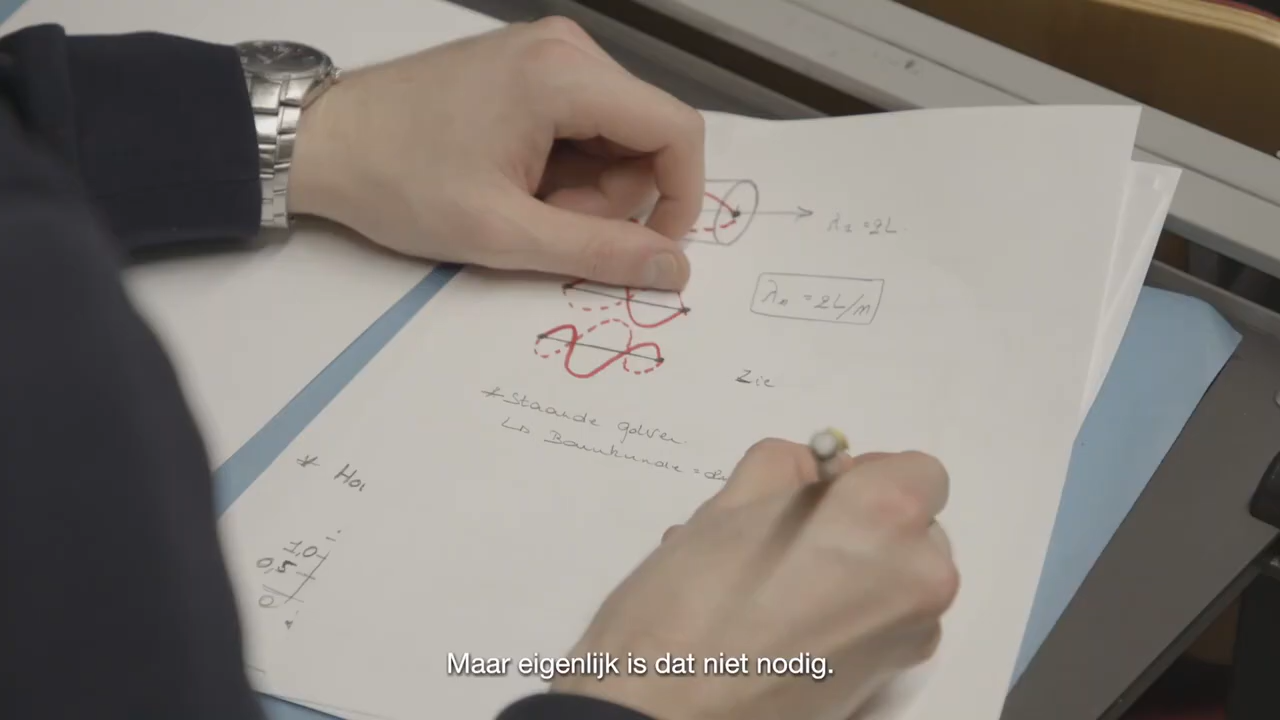 λ₁ = 2L
λₙ = 2L/n
Zie
* Staande golven
↳ Bouwkunde =
* Hoi
1,0
0,5
0
Maar eigenlijk is dat niet nodig.